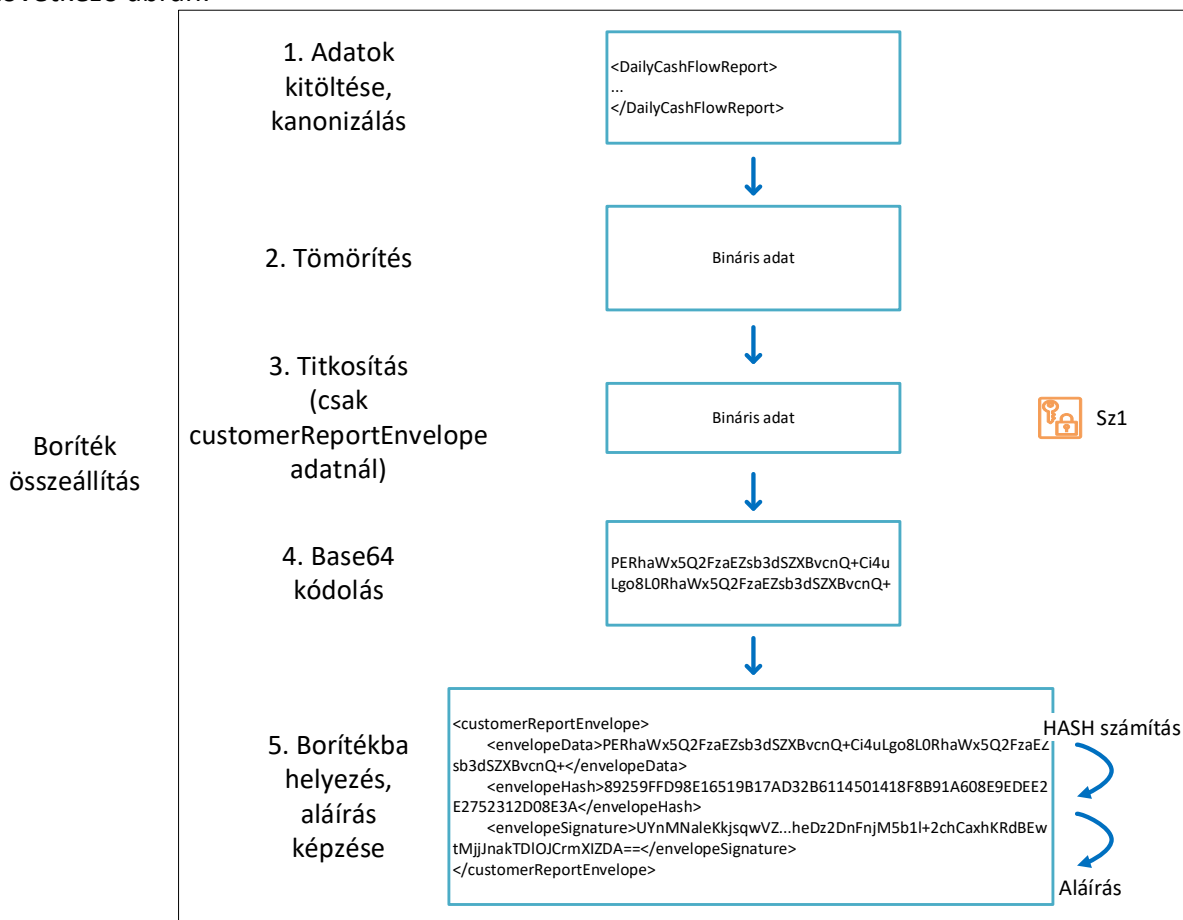 1. Adatok
kitöltése,
kanonizálás
<DailyCashFlowReport>
...
</DailyCashFlowReport>
2. Tömörítés
Bináris adat
3. Titkosítás
(csak
customerReportEnvelope
adatnál)
Bináris adat
Sz1
Boríték
összeállítás
4. Base64
kódolás
PERhaWx5Q2FzaEZsb3dSZXBvcnQ+Ci4u
Lgo8L0RhaWx5Q2FzaEZsb3dSZXBvcnQ+
5. Borítékba
helyezés,
aláírás
képzése
<customerReportEnvelope>
<envelopeData>PERhaWx5Q2FzaEZsb3dSZXBvcnQ+Ci4uLgo8L0RhaWx5Q2FzaEZ
sb3dSZXBvcnQ+</envelopeData>
<envelopeHash>89259FFD98E16519B17AD32B6114501418F8B91A608E9EDEE2
E2752312D08E3A</envelopeHash>
<envelopeSignature>UYnMNaleKkjsqwVZ...heDz2DnFnjM5b1l+2chCaxhKRdBEw
tMjjJnakTDlOJCrmXIZDA==</envelopeSignature>
</customerReportEnvelope>
HASH számítás
Aláírás